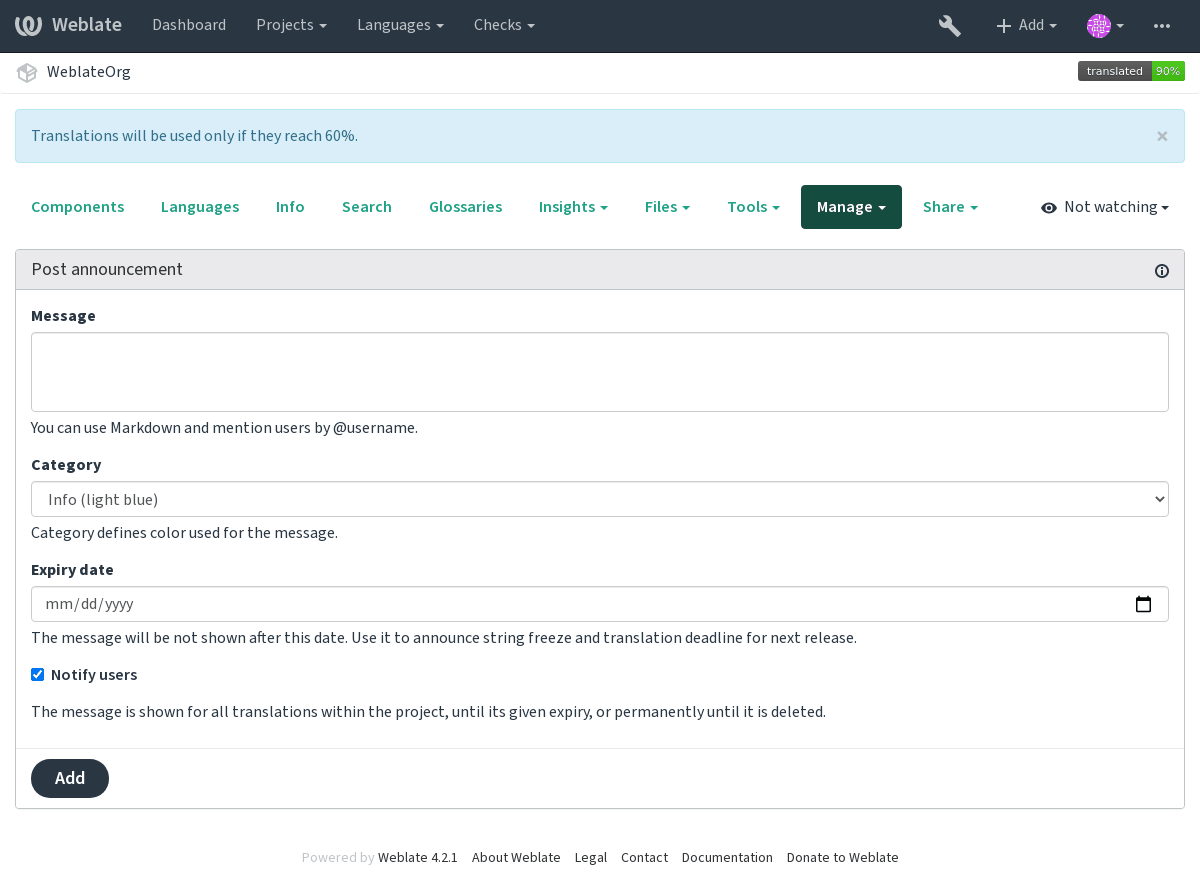 Weblate Dashboard Projects Languages Checks Add
WeblateOrg translated 90%
Translations will be used only if they reach 60%. ×
Components Languages Info Search Glossaries Insights Files Tools Manage Share Not watching
Post announcement
Message
You can use Markdown and mention users by @username.
Category
Info (light blue)
Category defines color used for the message.
Expiry date
mm/dd/yyyy
The message will be not shown after this date. Use it to announce string freeze and translation deadline for next release.
Notify users
The message is shown for all translations within the project, until its given expiry, or permanently until it is deleted.
Add
Powered by Weblate 4.2.1 About Weblate Legal Contact Documentation Donate to Weblate